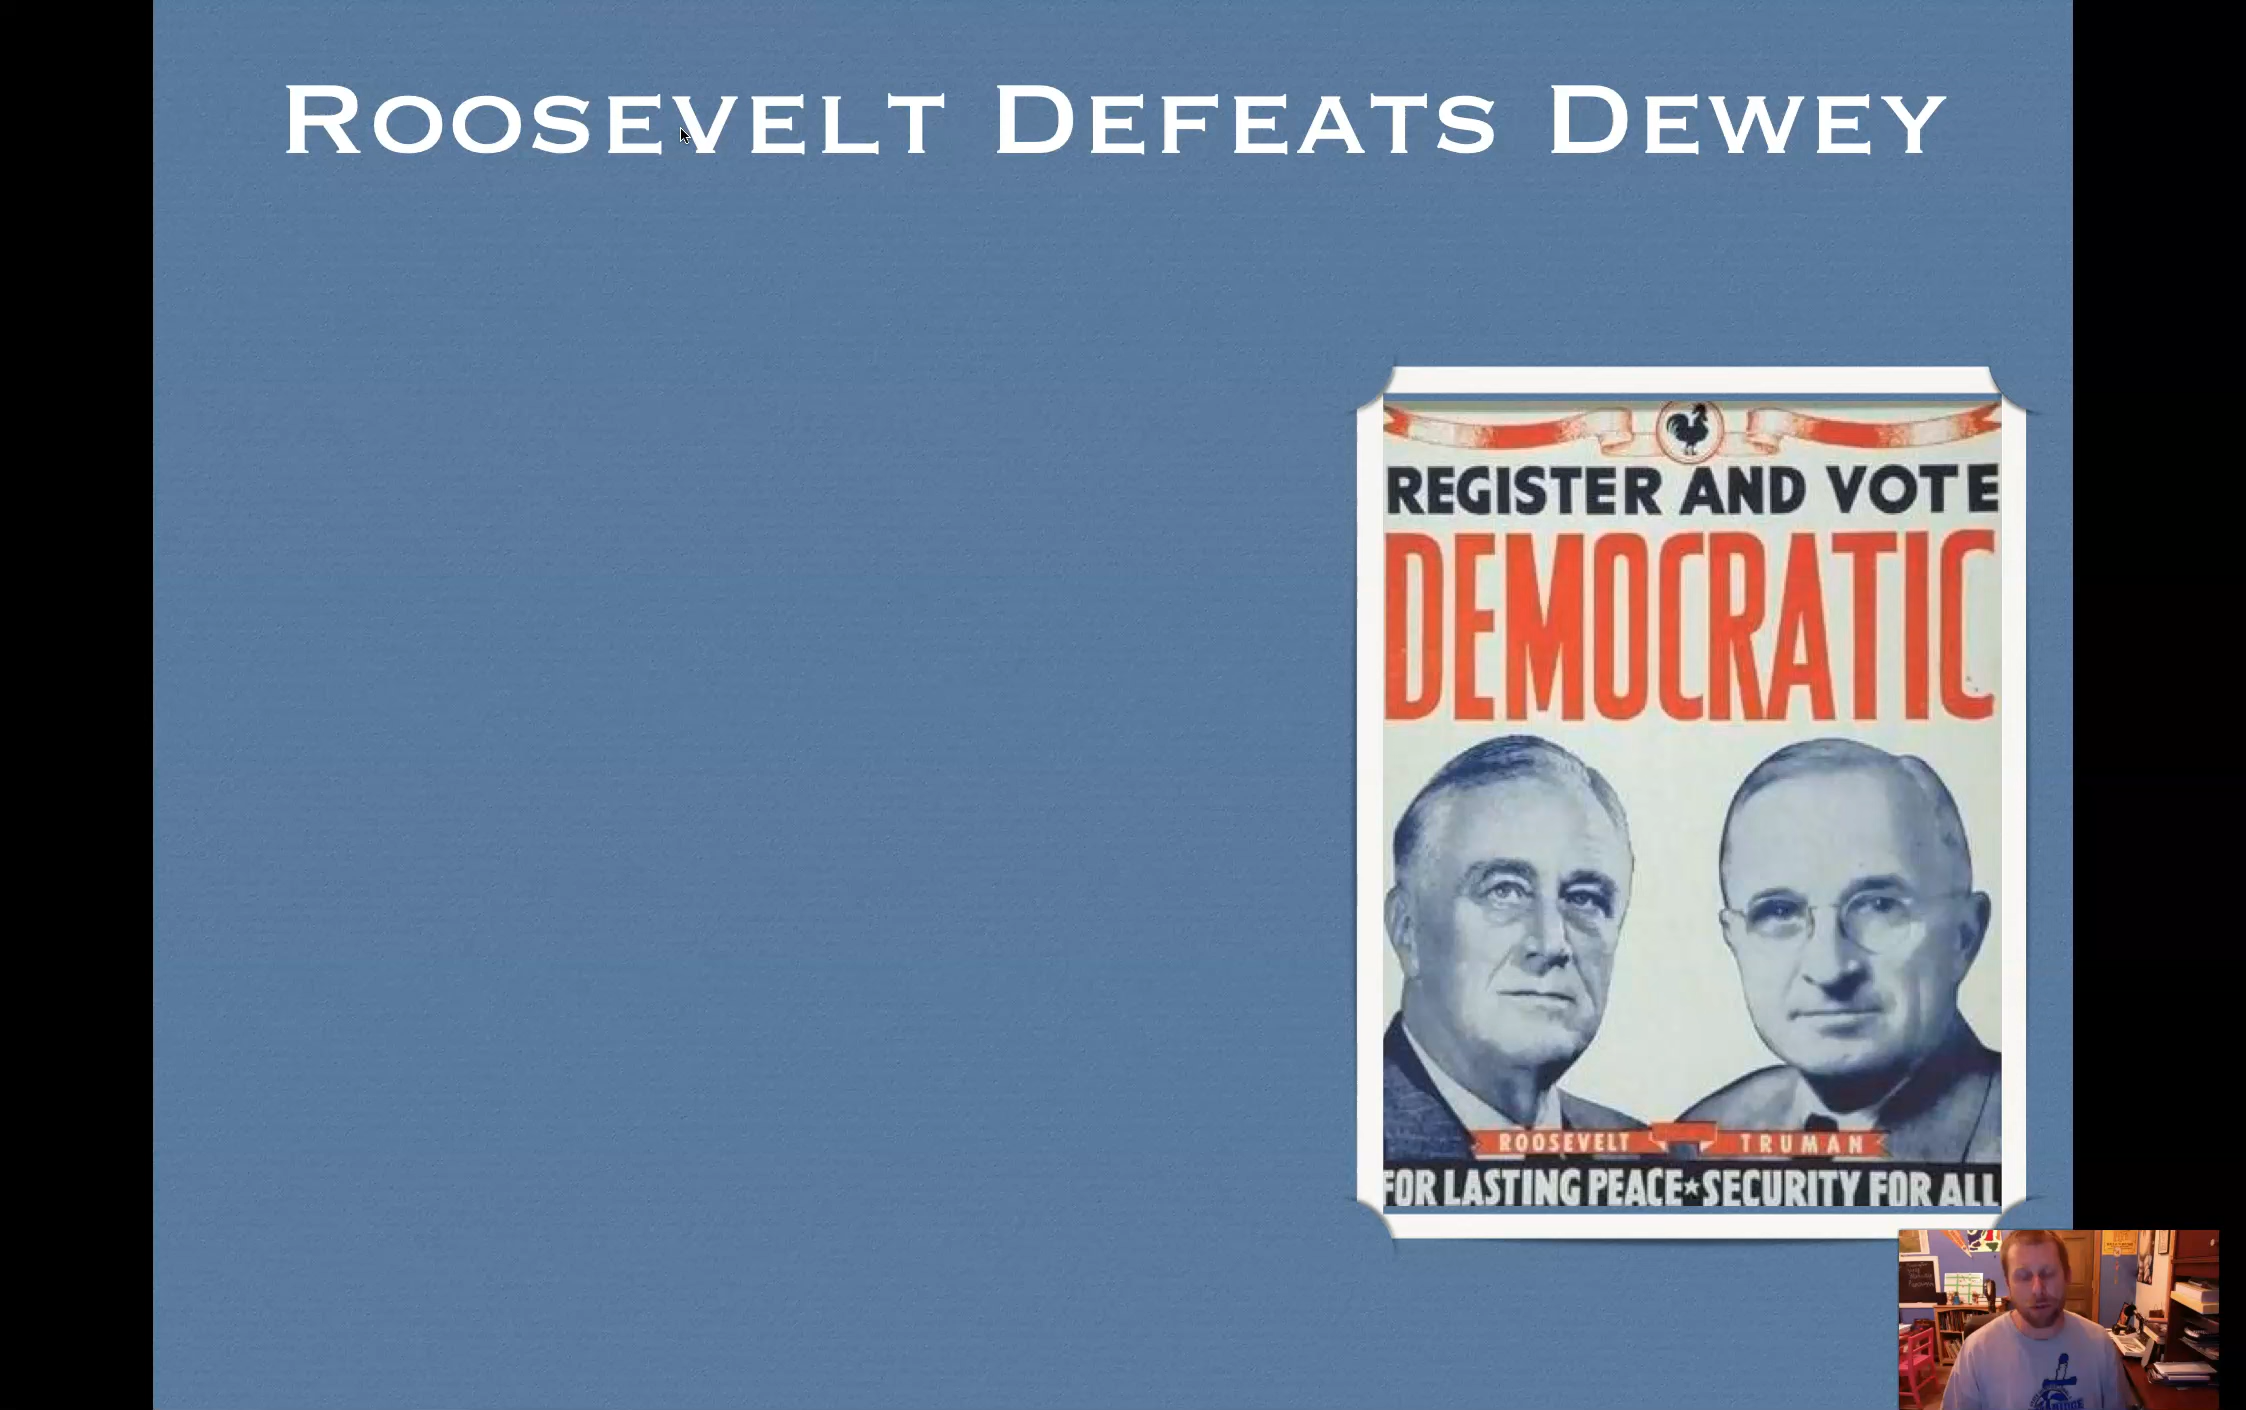 Roosevelt Defeats Dewey
REGISTER AND VOTE
DEMOCRATIC
ROOSEVELT TRUMAN
FOR LASTING PEACE★SECURITY FOR ALL